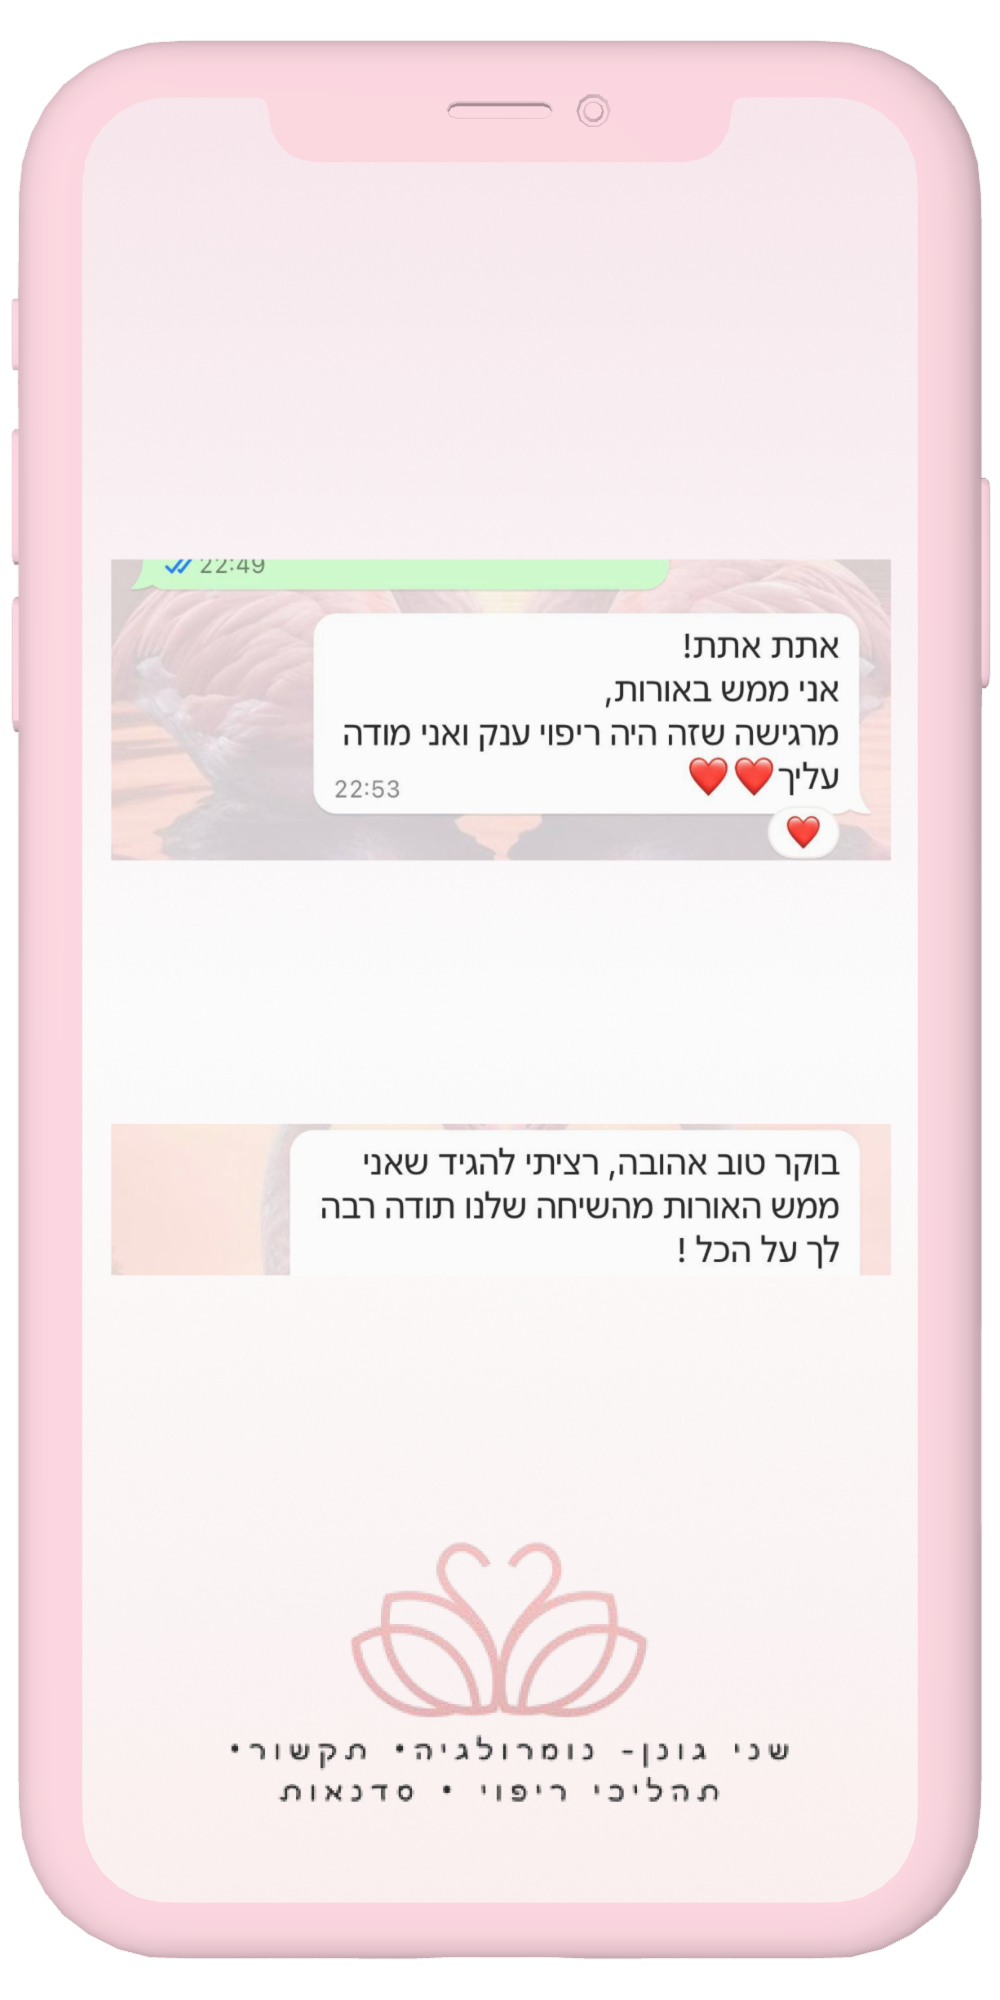 22:49
אתת אתת!
אני ממש באורות,
מרגישה שזה היה ריפוי ענק ואני מודה
עליך❤️❤️
22:53
❤️
בוקר טוב אהובה, רציתי להגיד שאני
ממש האורות מהשיחה שלנו תודה רבה
לך על הכל !
שני גונן- נומרולגיה• תקשור•
תהליכי ריפוי • סדנאות